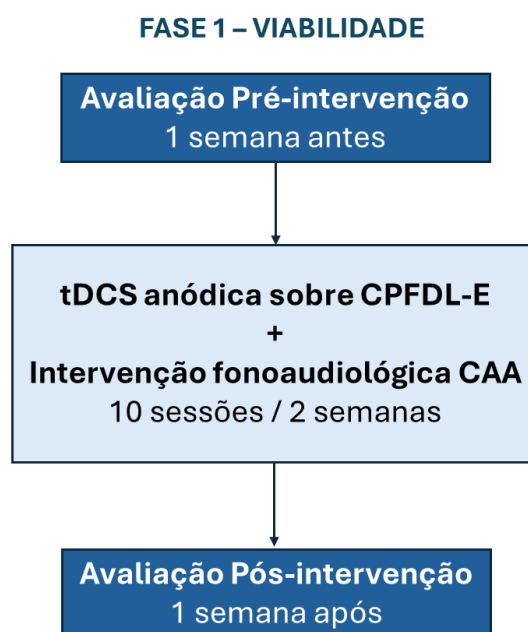 FASE 1 – VIABILIDADE
Avaliação Pré-intervenção
1 semana antes
tDCS anódica sobre CPFDL-E
+
Intervenção fonoaudiológica CAA
10 sessões / 2 semanas
Avaliação Pós-intervenção
1 semana após